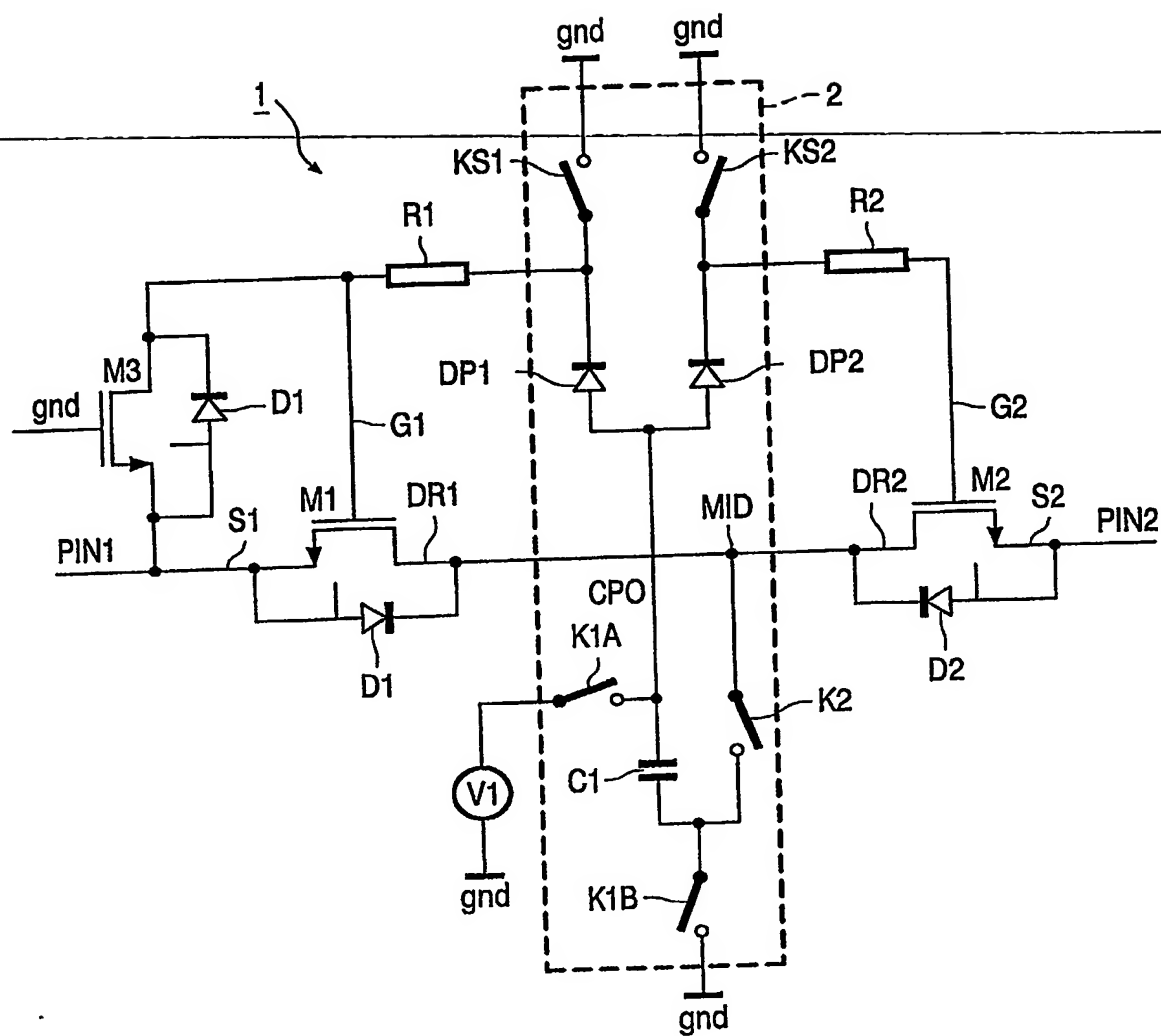 gnd
gnd
1
2
KS1
KS2
R1
R2
M3
DP1
DP2
gnd
D1
G1
G2
M1
DR1
MID
DR2
M2
S1
S2
PIN1
PIN2
CPO
K1A
D1
D2
K2
C1
V1
gnd
K1B
gnd